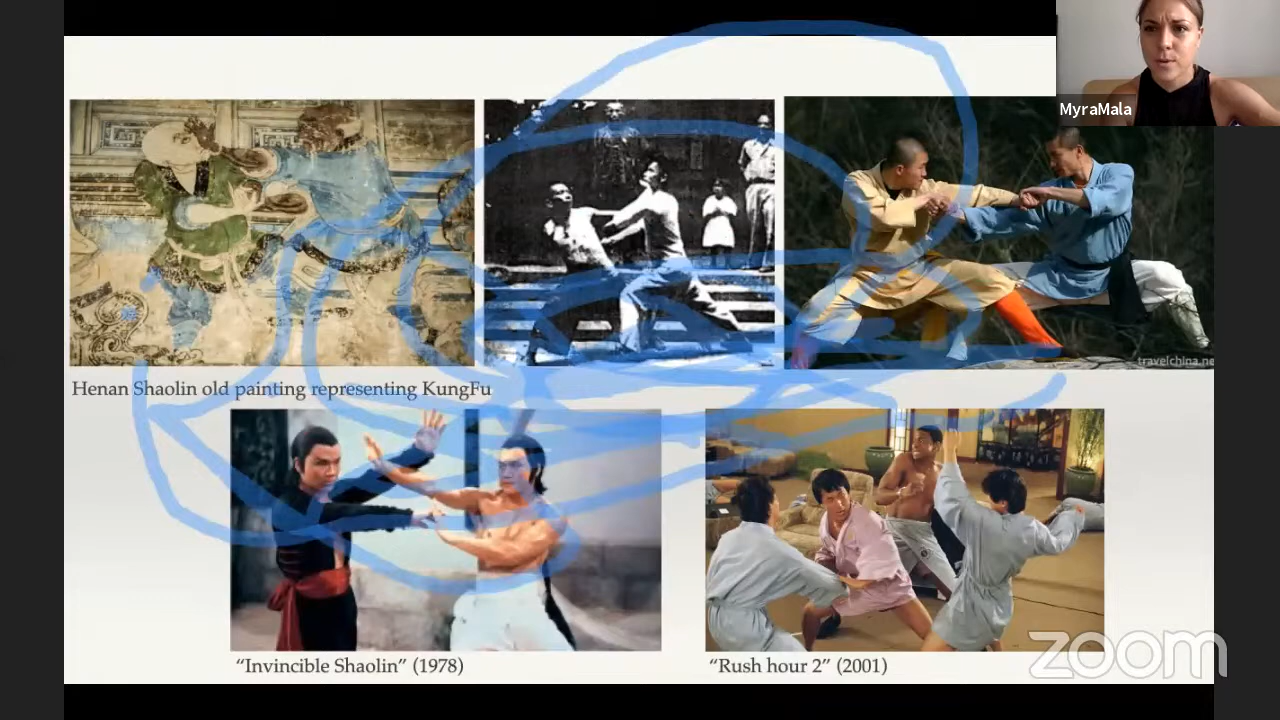 MyraMala
travelchina.ne
Henan Shaolin old painting representing KungFu
“Invincible Shaolin” (1978)
“Rush hour 2” (2001)
zoom